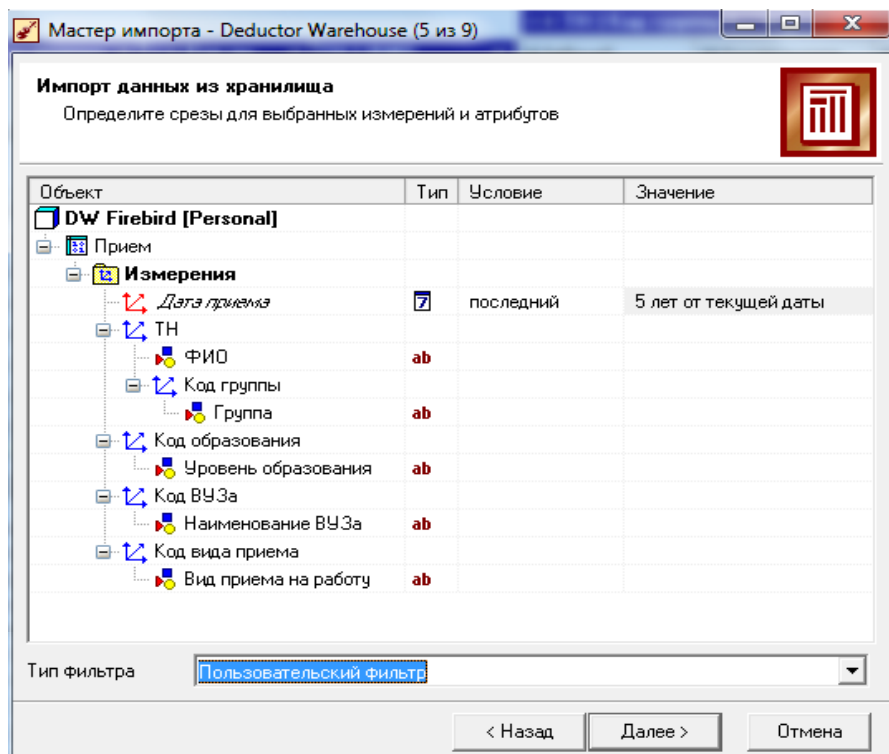 Мастер импорта - Deductor Warehouse (5 из 9)
Импорт данных из хранилища
Определите срезы для выбранных измерений и атрибутов
Объект Тип Условие Значение
DW Firebird [Personal]
Прием
Измерения
Дата приема 7 последний 5 лет от текущей даты
ТН
ФИО ab
Код группы
Группа ab
Код образования
Уровень образования ab
Код ВУЗа
Наименование ВУЗа ab
Код вида приема
Вид приема на работу ab
Тип фильтра Пользовательский фильтр
< Назад Далее > Отмена